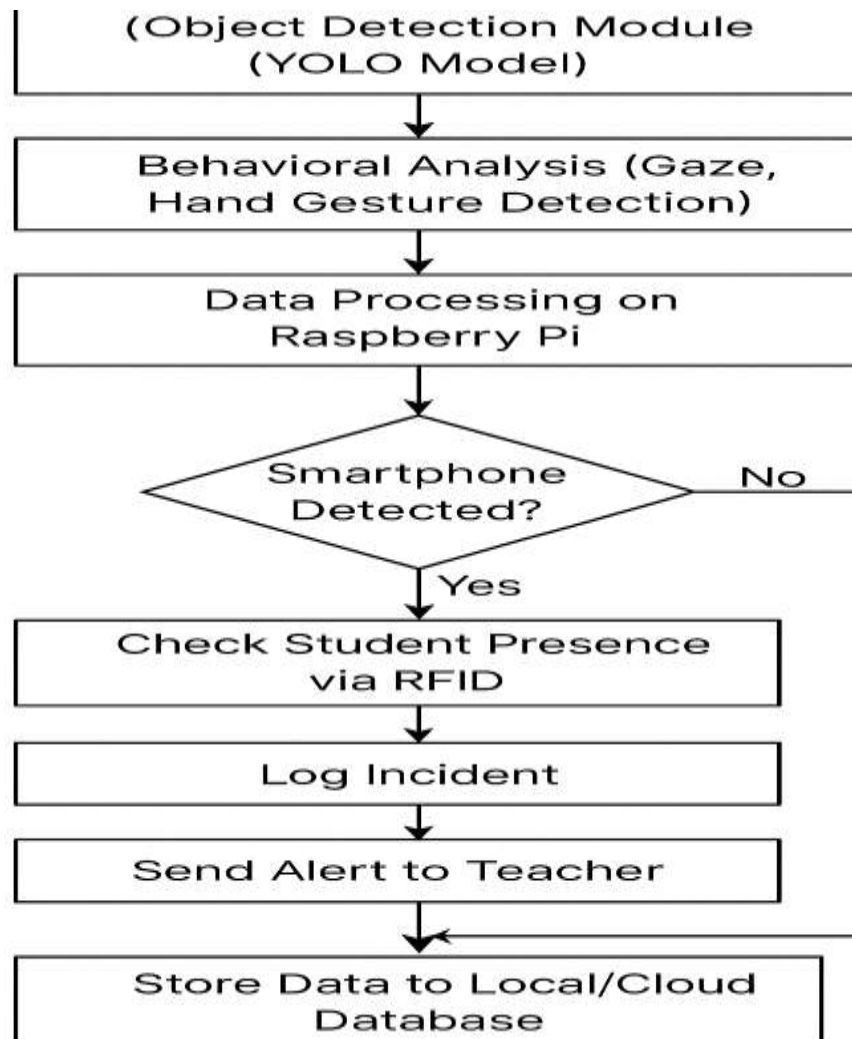 (Object Detection Module
(YOLO Model)
Behavioral Analysis (Gaze,
Hand Gesture Detection)
Data Processing on
Raspberry Pi
Smartphone
Detected?
No
Yes
Check Student Presence
via RFID
Log Incident
Send Alert to Teacher
Store Data to Local/Cloud
Database